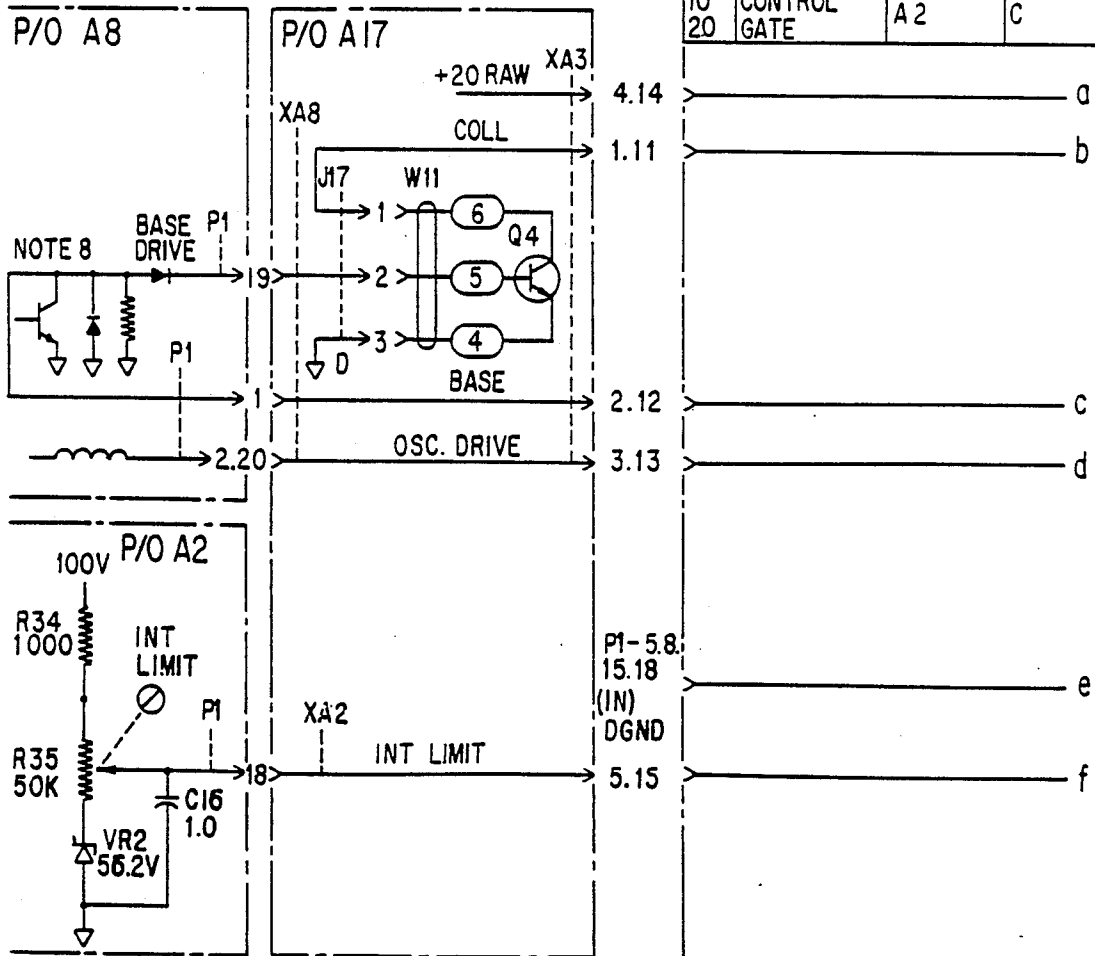 P/O A8
P/O A17
10 CONTROL A2 C
20 GATE
XA3
+20 RAW
4.14
a
XA8
COLL
1.11
b
J17
W11
1
6
Q4
NOTE 8
BASE
DRIVE
P1
19
2
5
3
4
D
P1
BASE
1
2.12
c
2.20
OSC. DRIVE
3.13
d
P/O A2
100V
R34
1000
INT
LIMIT
P1-5.8.
15.18
(IN)
DGND
e
P1
XA2
R35
50K
18
INT LIMIT
5.15
f
C16
1.0
VR2